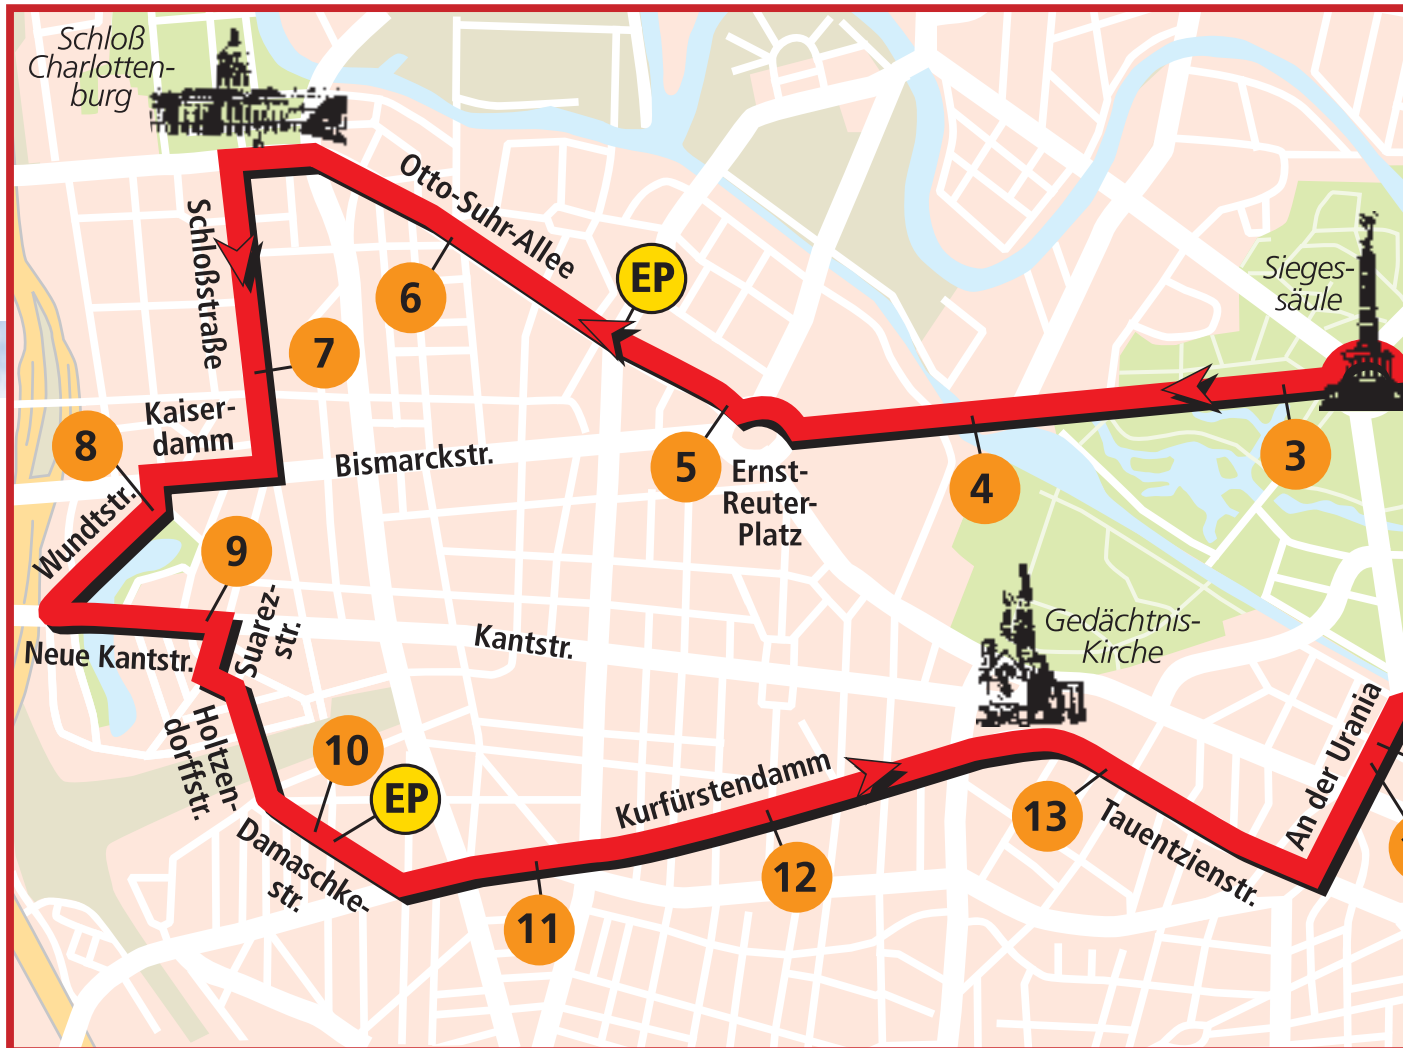 Schloß
Charlotten-
burg
Otto-Suhr-Allee
Schloßstraße
EP
6
7
Sieges-
säule
Kaiser-
damm
8
Bismarckstr.
5
Ernst-
Reuter-
Platz
4
3
Wundtstr.
9
Suarez-
str.
Neue Kantstr.
Kantstr.
Gedächtnis-
Kirche
Holtzen-
dorffstr.
10
EP
Damaschke-
str.
Kurfürstendamm
11
12
13
Tauentzienstr.
An der Urania